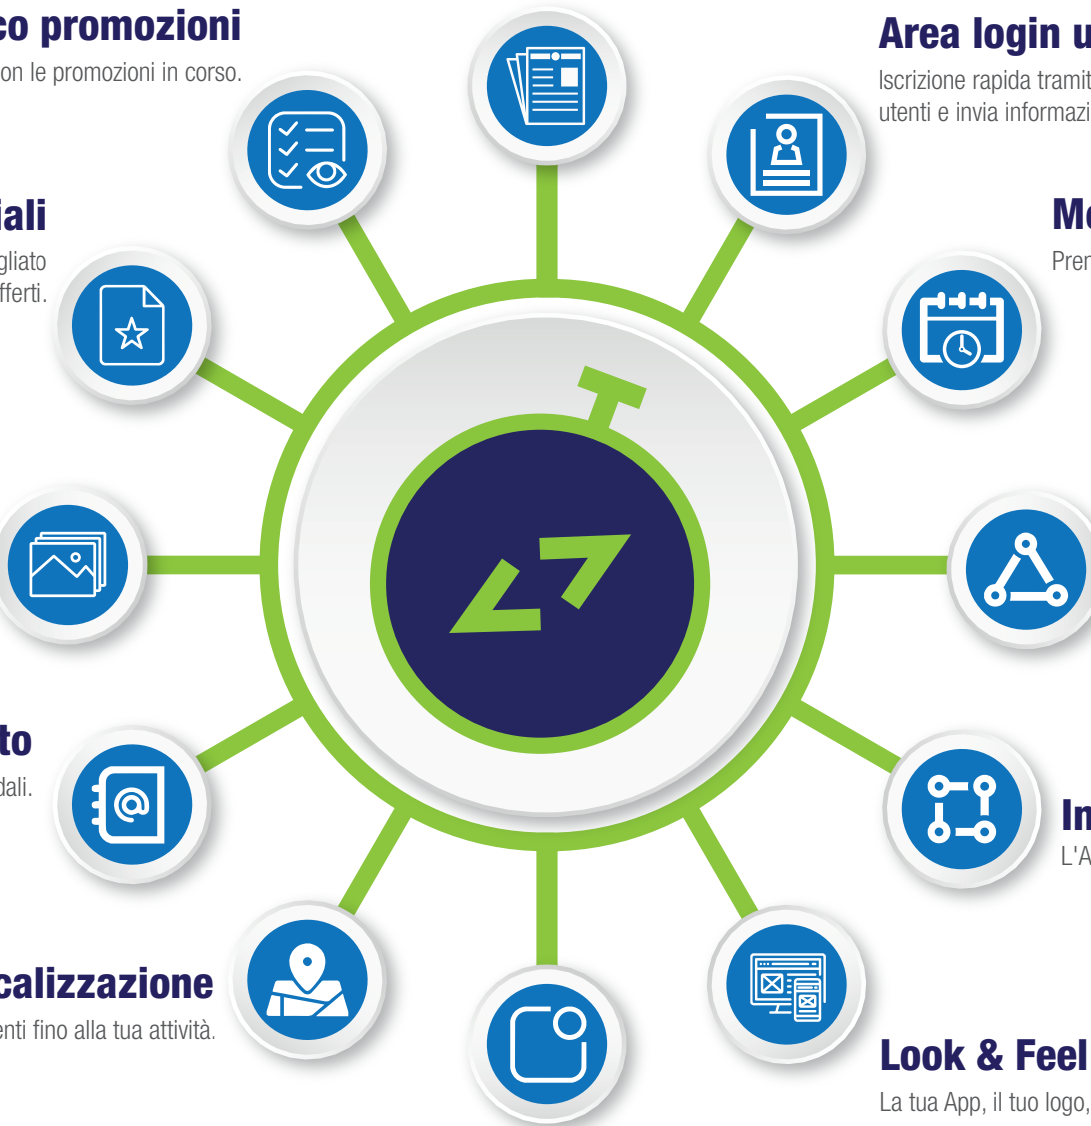 co promozioni
on le promozioni in corso.
Area login u
Iscrizione rapida tramit
utenti e invia informazi
iali
gliato
fferti.
Mo
Pren
to
dali.
In
L'A
calizzazione
enti fino alla tua attività.
Look & Feel
La tua App, il tuo logo,